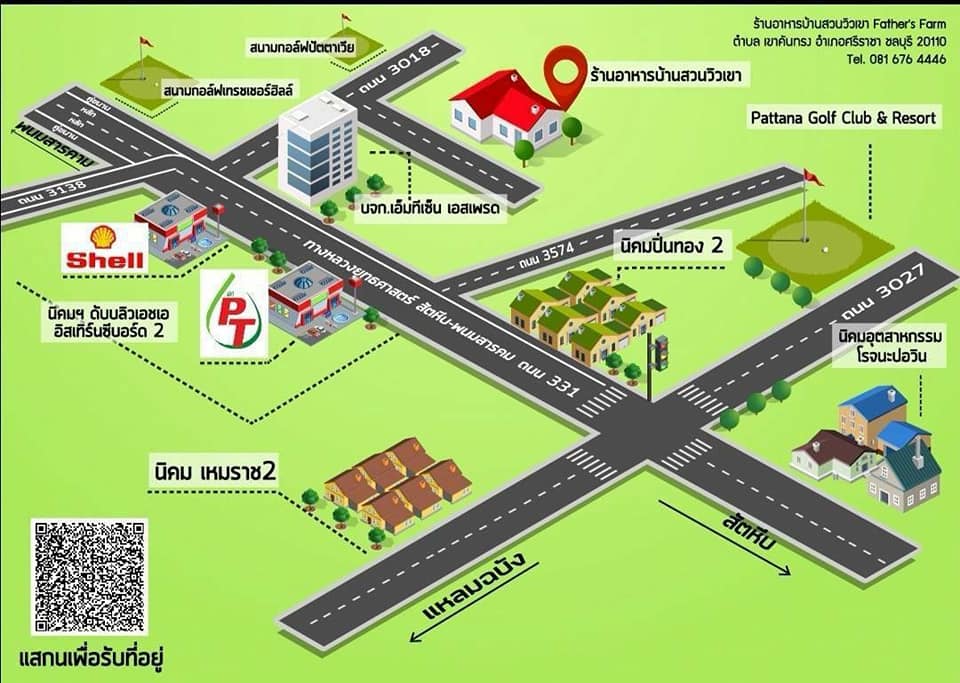 ร้านอาหารบ้านสวนวิวเขา Father's Farm
ตำบล เขาคันทรง อำเภอศรีราชา ชลบุรี 20110
Tel. 081 676 4446
สนามกอล์ฟปัตตาเวีย
ถนน 3018
ร้านอาหารบ้านสวนวิวเขา
สนามกอล์ฟเทรชเชอร์ฮิลล์
คู่ขนาน
หลัก
หลัก
คู่ขนาน
พนมสารคาม
Pattana Golf Club & Resort
ถนน 3138
บจก.เอ็มทีเซ็น เอสเพรด
Shell
ถนน 3574
นิคมปิ่นทอง 2
ทางหลวงยุทธศาสตร์ สัตหีบ-พนมสารคม ถนน 331
ถนน 3027
PT
นิคมฯ ดับบลิวเอชเอ
อิสเทิร์นซีบอร์ด 2
นิคมอุตสาหกรรม
โรจนะบ่อวิน
นิคม เหมราช2
สัตหีบ
แหลมฉบัง
แสกนเพื่อรับที่อยู่